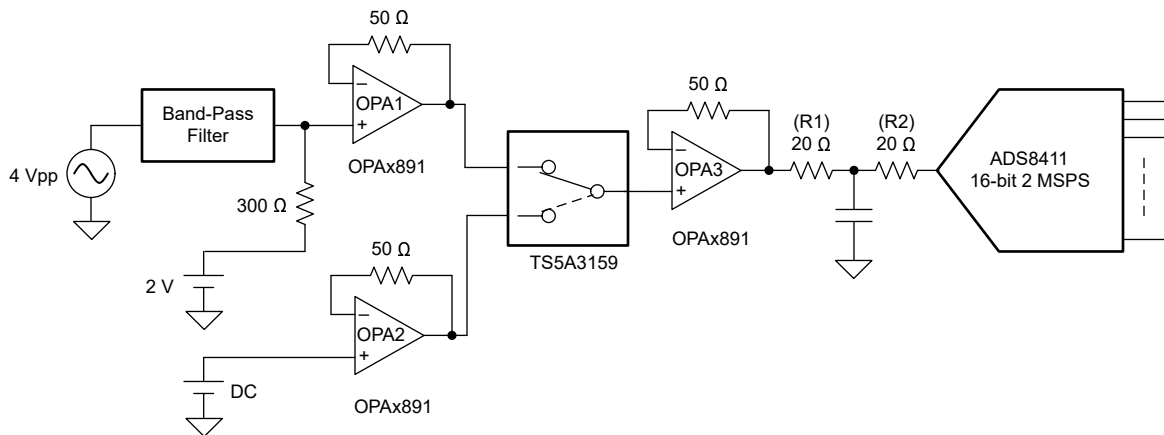 50 Ω
−
OPA1
+
OPAx891
Band-Pass
Filter
4 Vpp
300 Ω
2 V
50 Ω
−
OPA2
+
OPAx891
DC
TS5A3159
50 Ω
−
OPA3
+
OPAx891
(R1)
20 Ω
(R2)
20 Ω
ADS8411
16-bit 2 MSPS